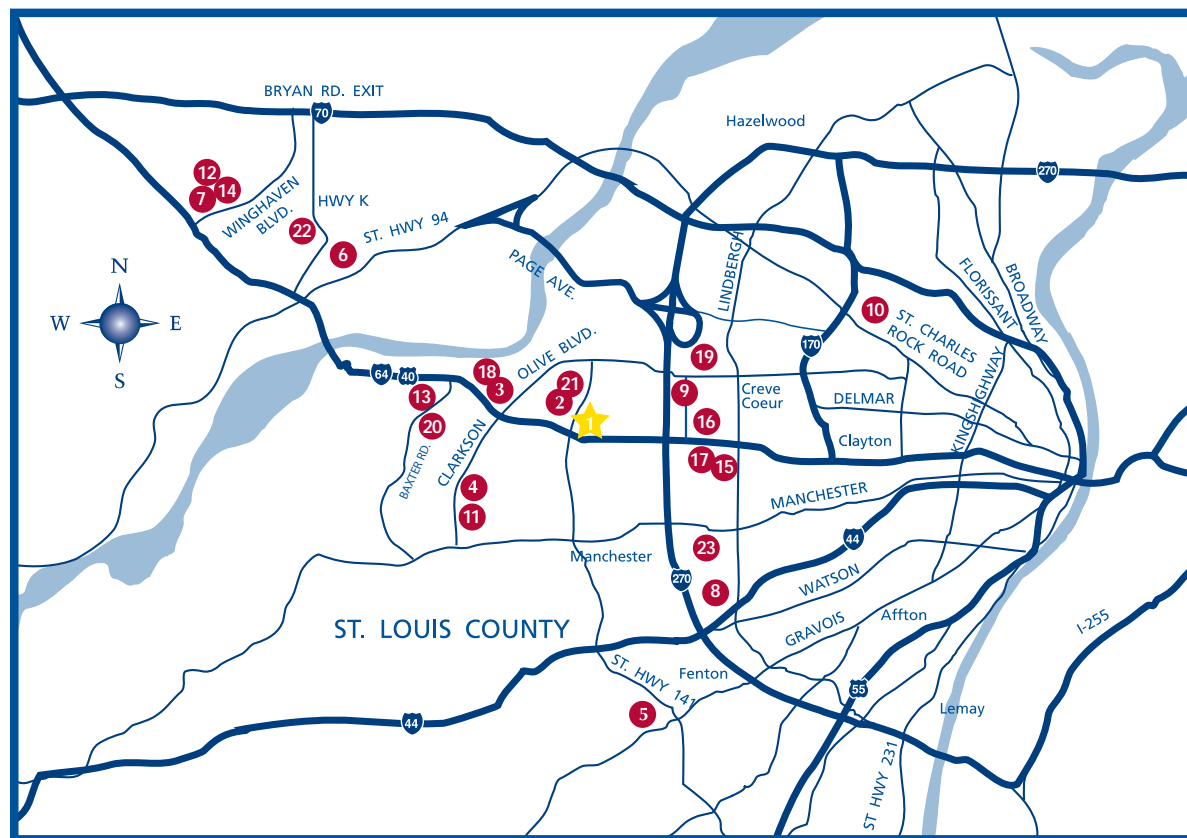 BRYAN RD. EXIT
70
Hazelwood
270
12
7
14
WINGHAVEN
BLVD.
HWY K
22
6
ST. HWY 94
PAGE AVE.
LINDBERGH
FLORISSANT
BROADWAY
N
W
E
S
10
ST. CHARLES
ROCK ROAD
170
19
OLIVE BLVD.
64
40
18
3
13
20
BAXTER RD.
CLARKSON
21
2
1
9
16
Creve
Coeur
DELMAR
Clayton
KINGSHIGHWAY
17
15
4
11
MANCHESTER
Manchester
23
44
270
8
WATSON
GRAVOIS
Affton
ST. LOUIS COUNTY
I-255
ST. HWY 141
Fenton
5
55
Lemay
44
ST HWY 231